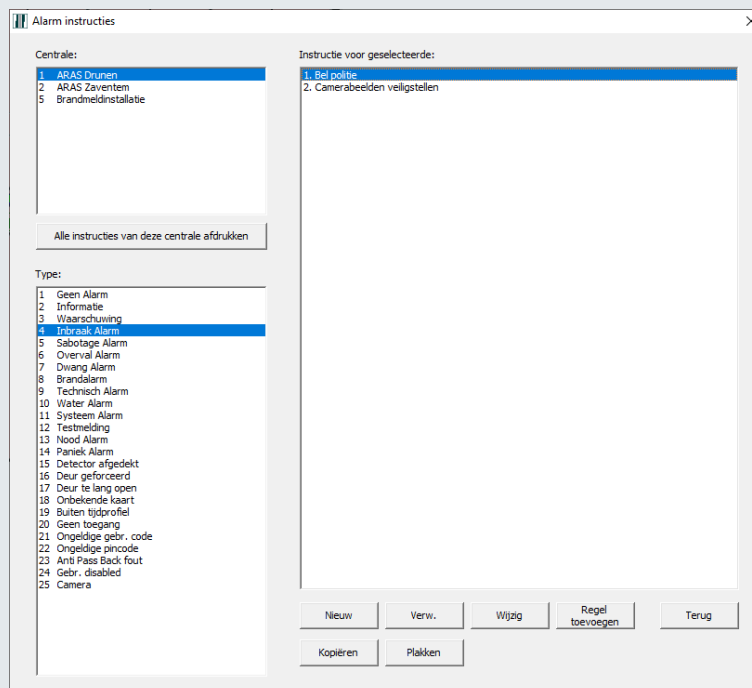 Alarm instructies
Centrale:
1 ARAS Drunen
2 ARAS Zaventem
5 Brandmeldinstallatie
Alle instructies van deze centrale afdrukken
Type:
1 Geen Alarm
2 Informatie
3 Waarschuwing
4 Inbraak Alarm
5 Sabotage Alarm
6 Overval Alarm
7 Dwang Alarm
8 Brandalarm
9 Technisch Alarm
10 Water Alarm
11 Systeem Alarm
12 Testmelding
13 Nood Alarm
14 Paniek Alarm
15 Detector afgedekt
16 Deur geforceerd
17 Deur te lang open
18 Onbekende kaart
19 Buiten tijdprofiel
20 Geen toegang
21 Ongeldige gebr. code
22 Ongeldige pincode
23 Anti Pass Back fout
24 Gebr. disabled
25 Camera
Instructie voor geselecteerde:
1. Bel politie
2. Camerabeelden veiligstellen
Nieuw
Verw.
Wijzig
Regel
toevoegen
Terug
Kopiëren
Plakken